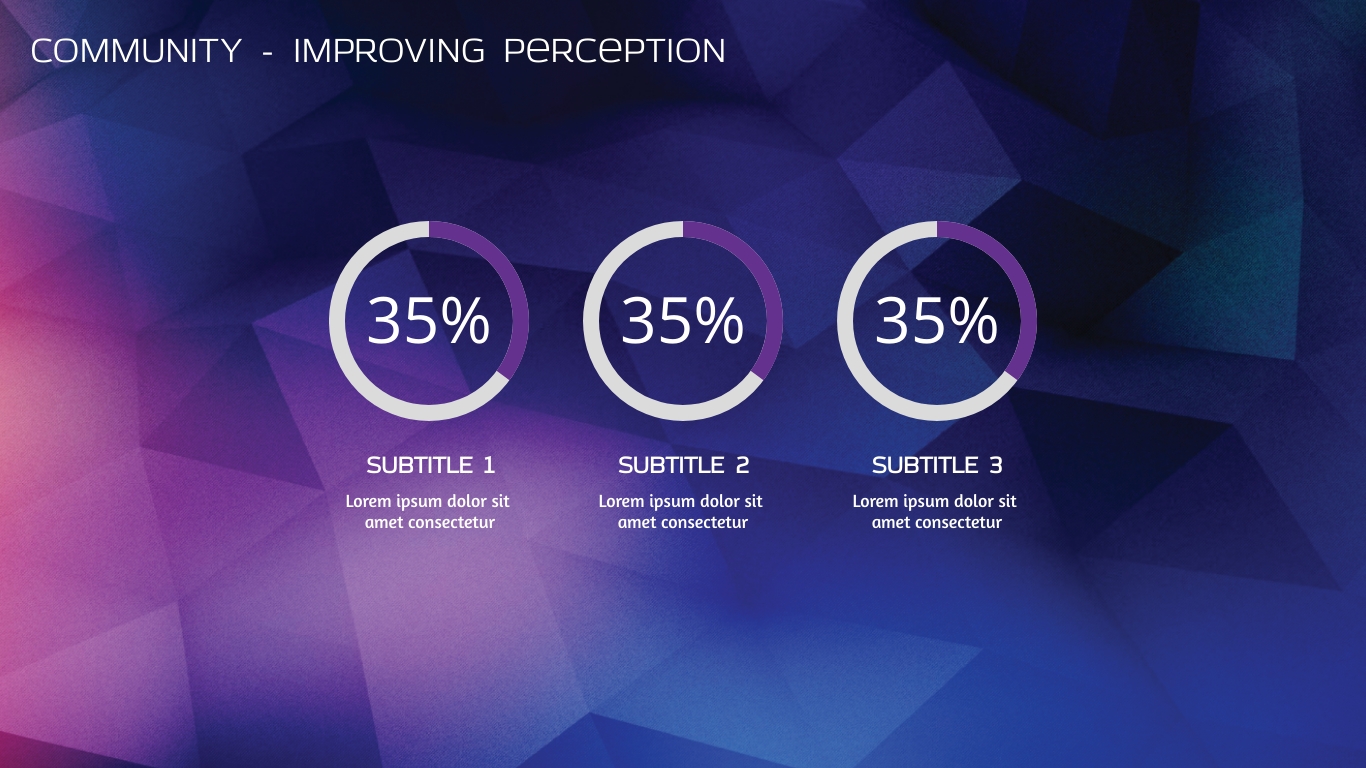 COMMUNITY - IMPROVING PeRCePTION
35%
35%
35%
SUBTITLE 1
Lorem ipsum dolor sit
amet consectetur
SUBTITLE 2
Lorem ipsum dolor sit
amet consectetur
SUBTITLE 3
Lorem ipsum dolor sit
amet consectetur